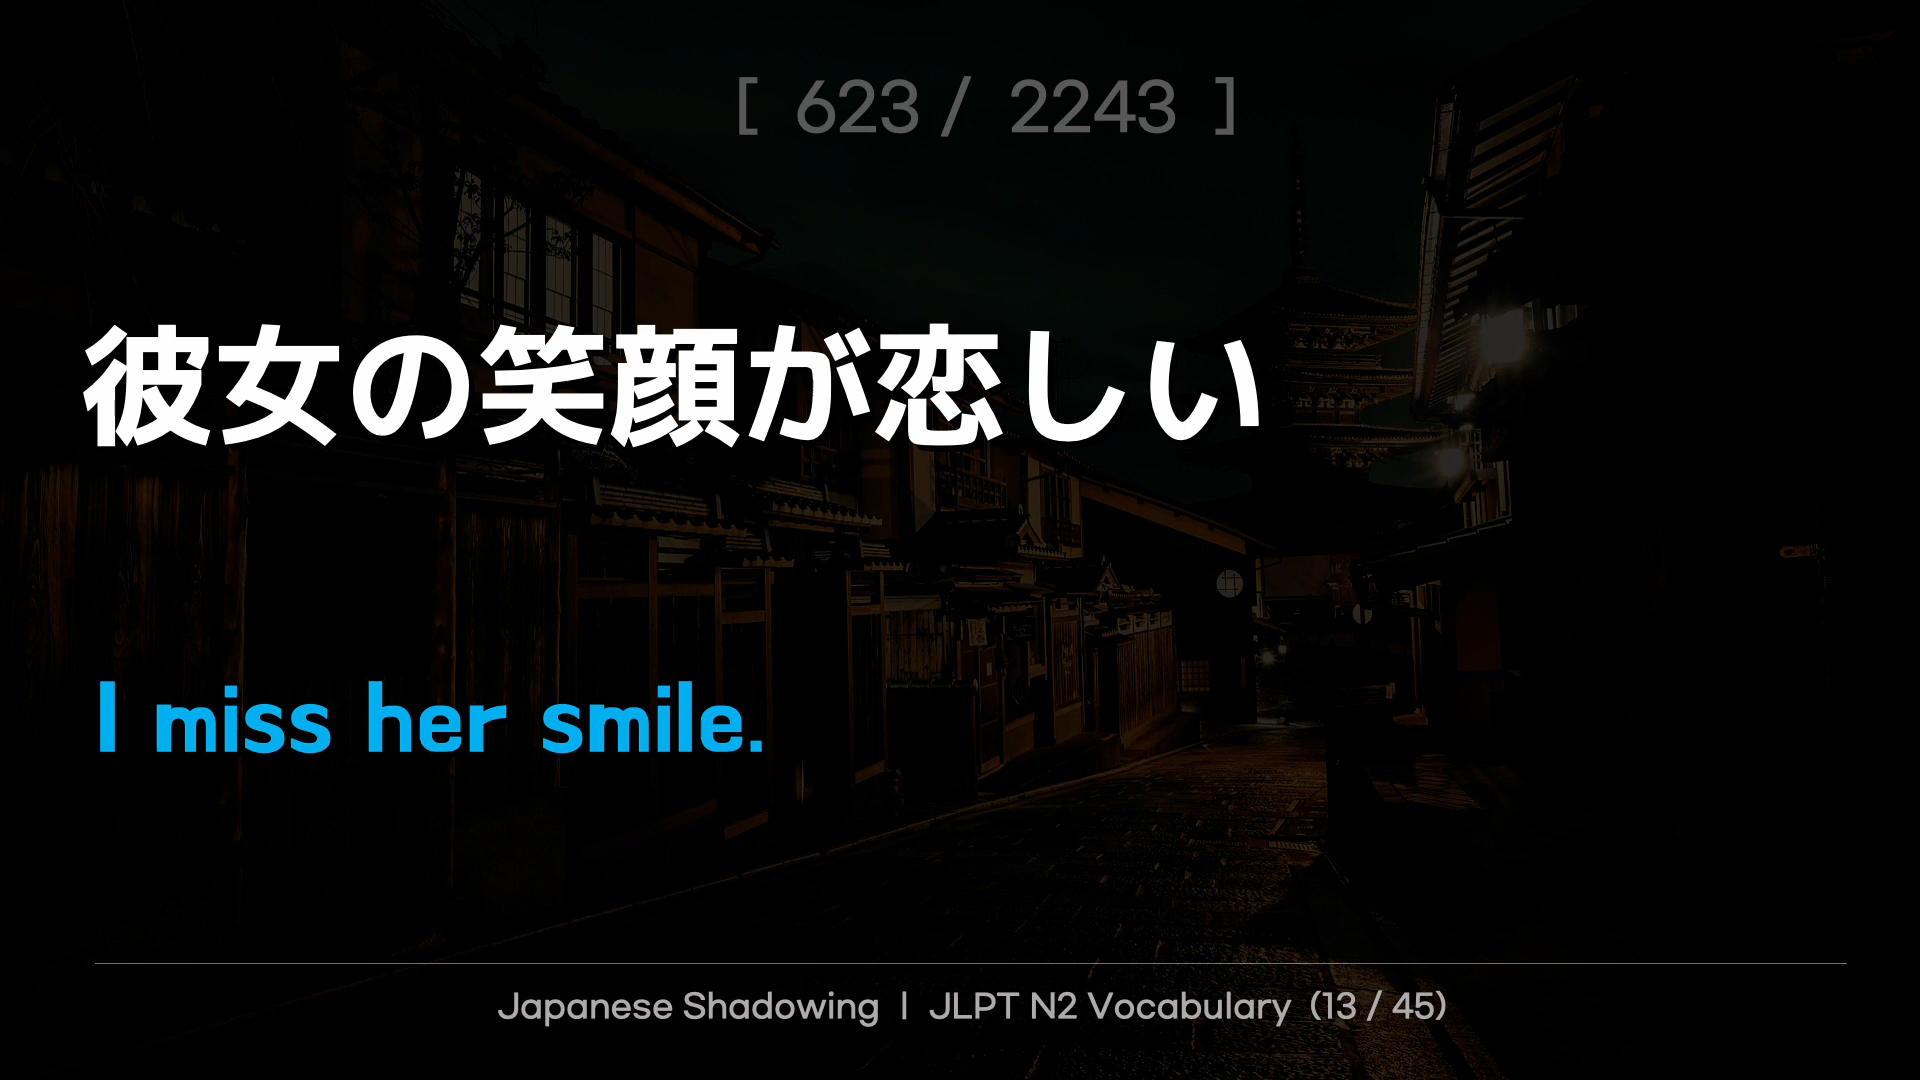 [ 623 / 2243 ]
彼女の笑顔が恋しい
I miss her smile.
Japanese Shadowing | JLPT N2 Vocabulary (13 / 45)